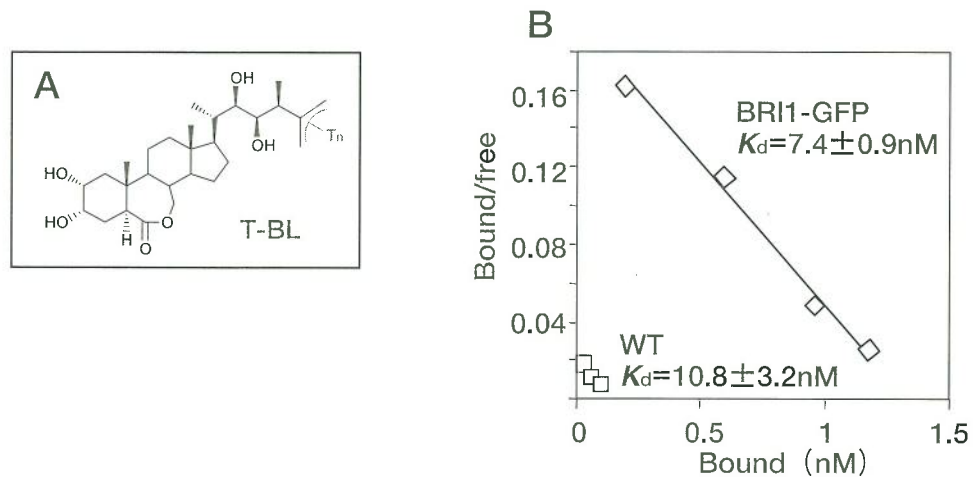 A
OH
OH
Tn
HO
HO
H
O
O
T-BL
B
Bound/free
0.16
0.12
0.08
0.04
BRI1-GFP
Kd=7.4±0.9nM
WT
Kd=10.8±3.2nM
0
0.5
1
1.5
Bound (nM)